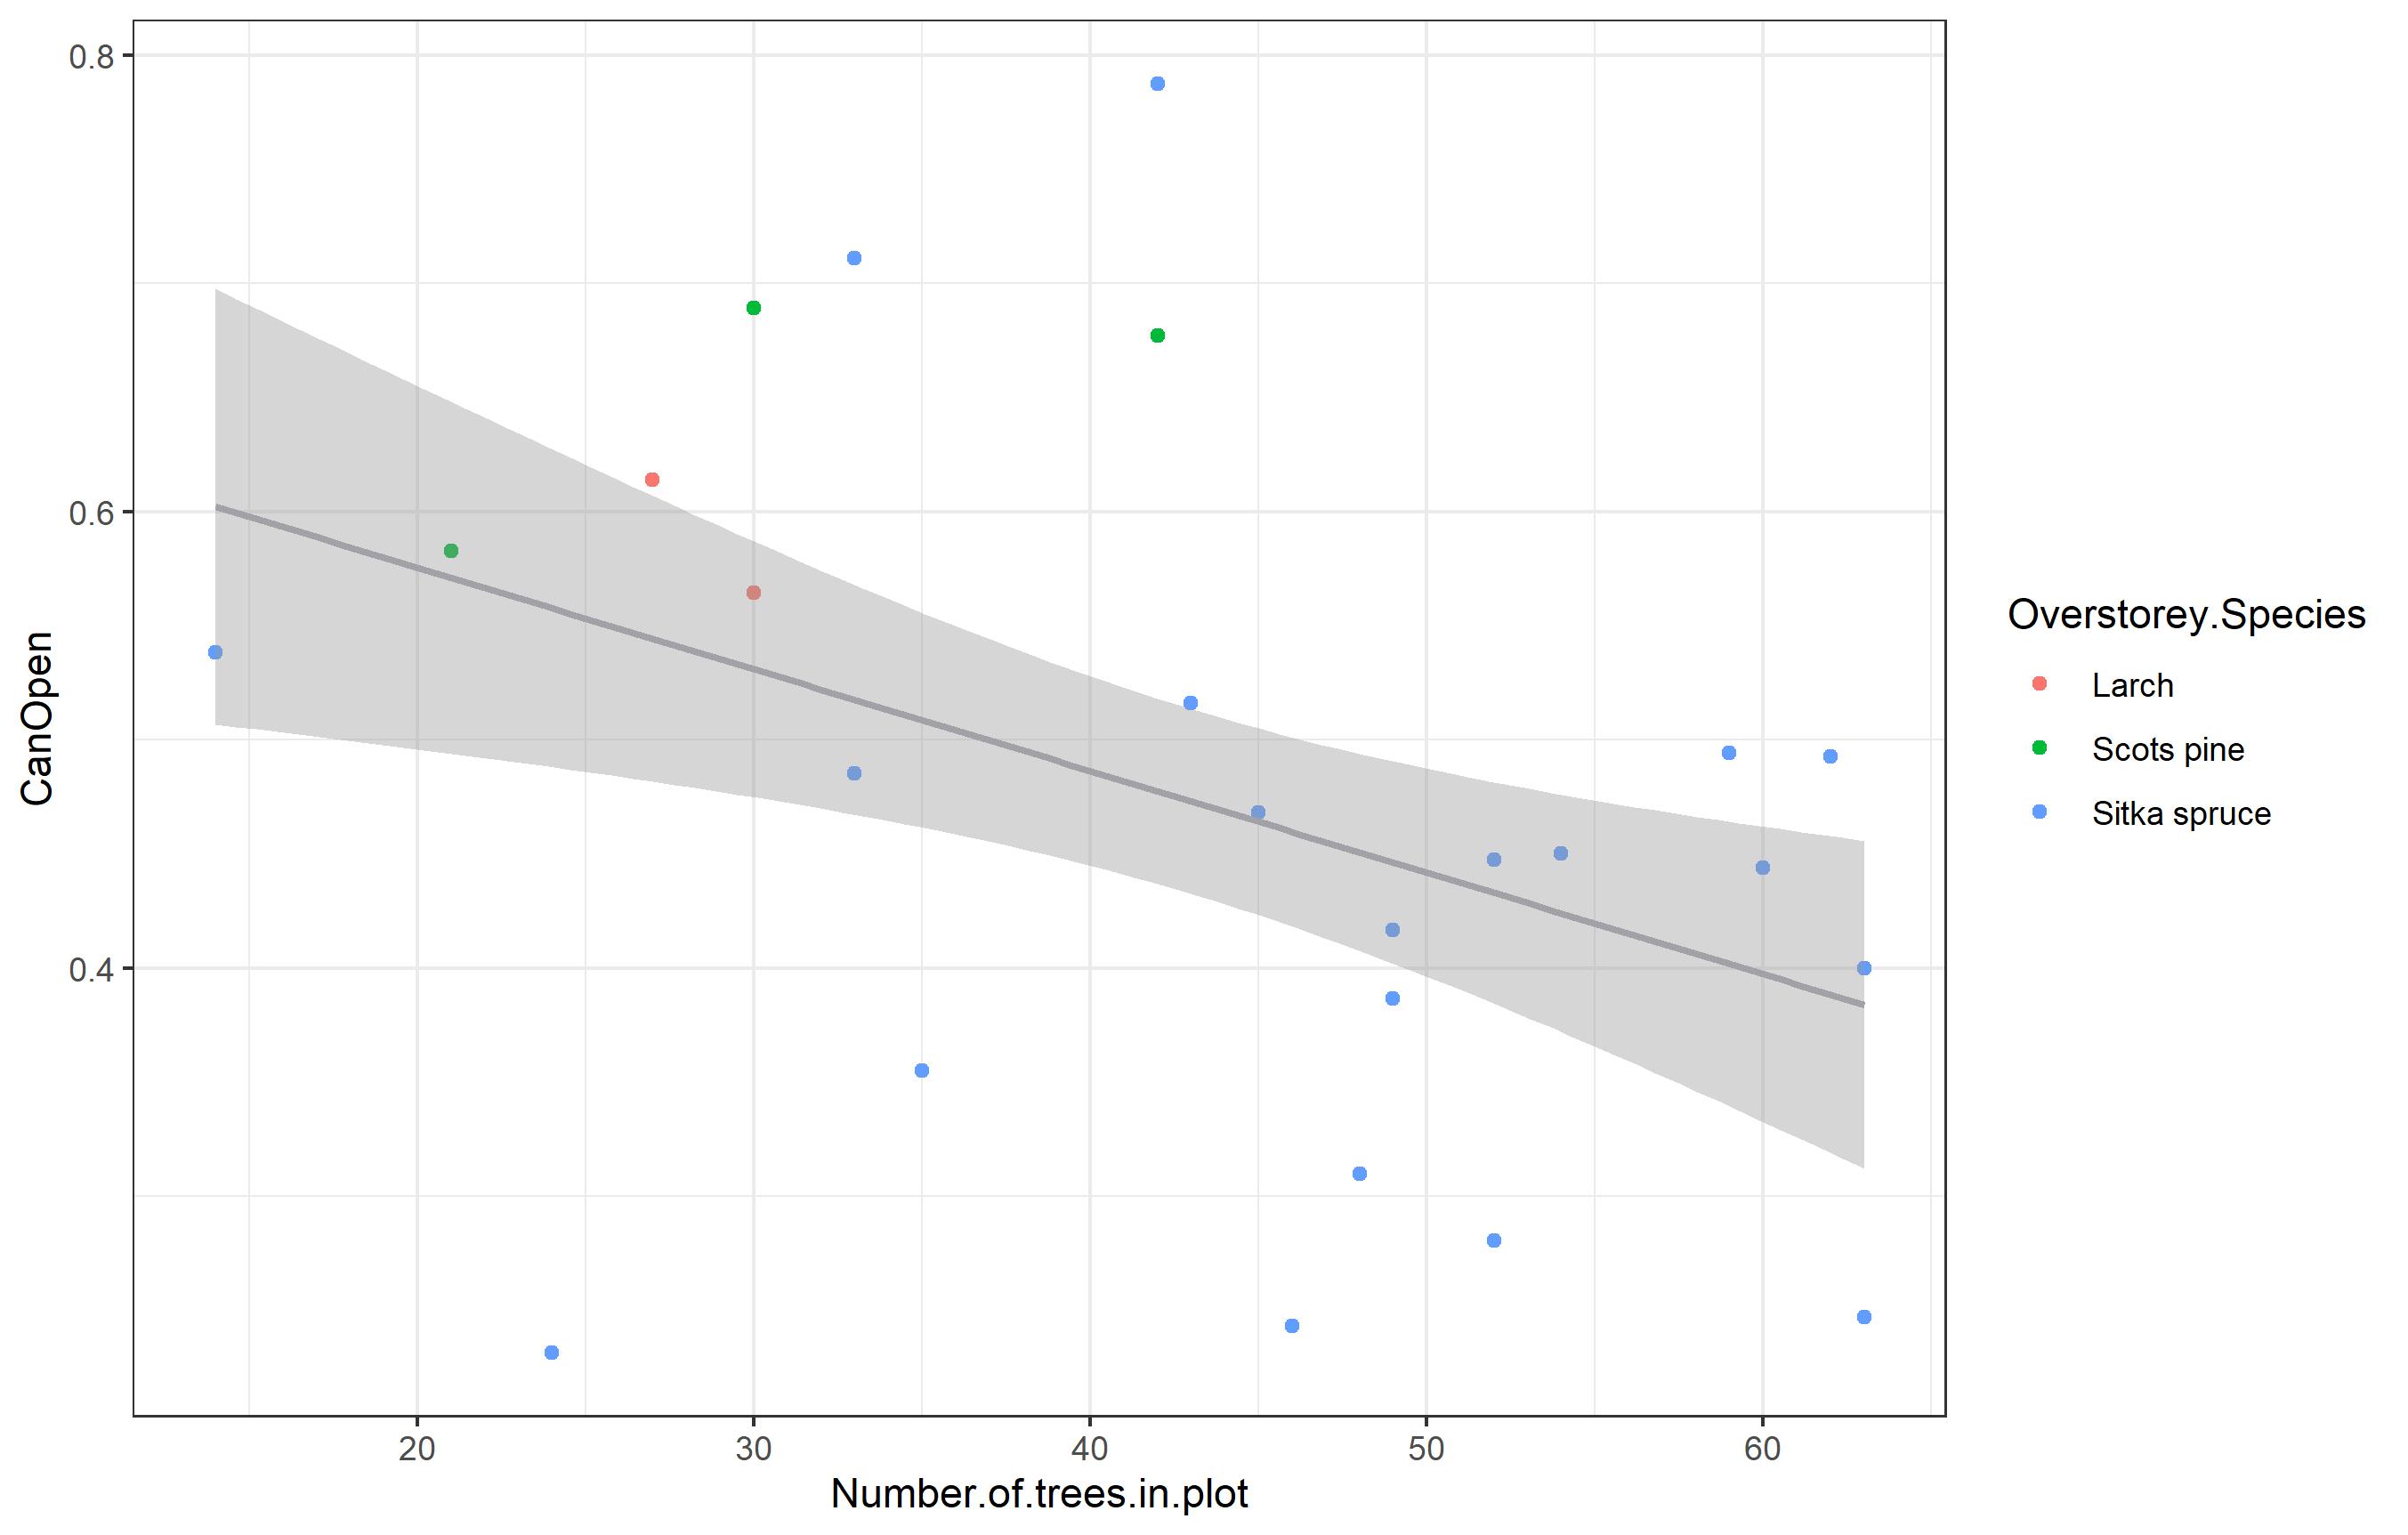 0.8
0.6
0.4
CanOpen
20 30 40 50 60
Number.of.trees.in.plot
Overstorey.Species
Larch
Scots pine
Sitka spruce